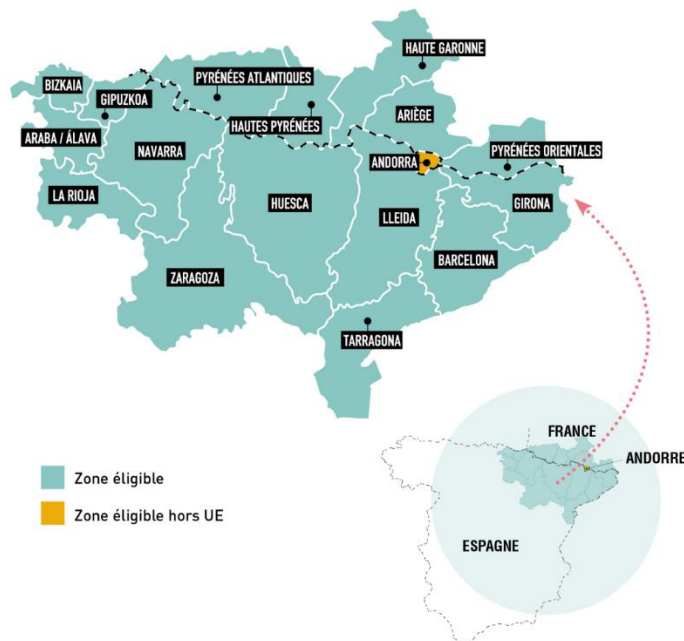 HAUTE GARONNE
BIZKAIA
PYRÉNÉES ATLANTIQUES
GIPUZKOA
ARIÈGE
HAUTES PYRÉNÉES
ARABA / ÁLAVA
NAVARRA
PYRÉNÉES ORIENTALES
ANDORRA
LA RIOJA
HUESCA
LLEIDA
GIRONA
BARCELONA
ZARAGOZA
TARRAGONA
FRANCE
ANDORRE
ESPAGNE
Zone éligible
Zone éligible hors UE